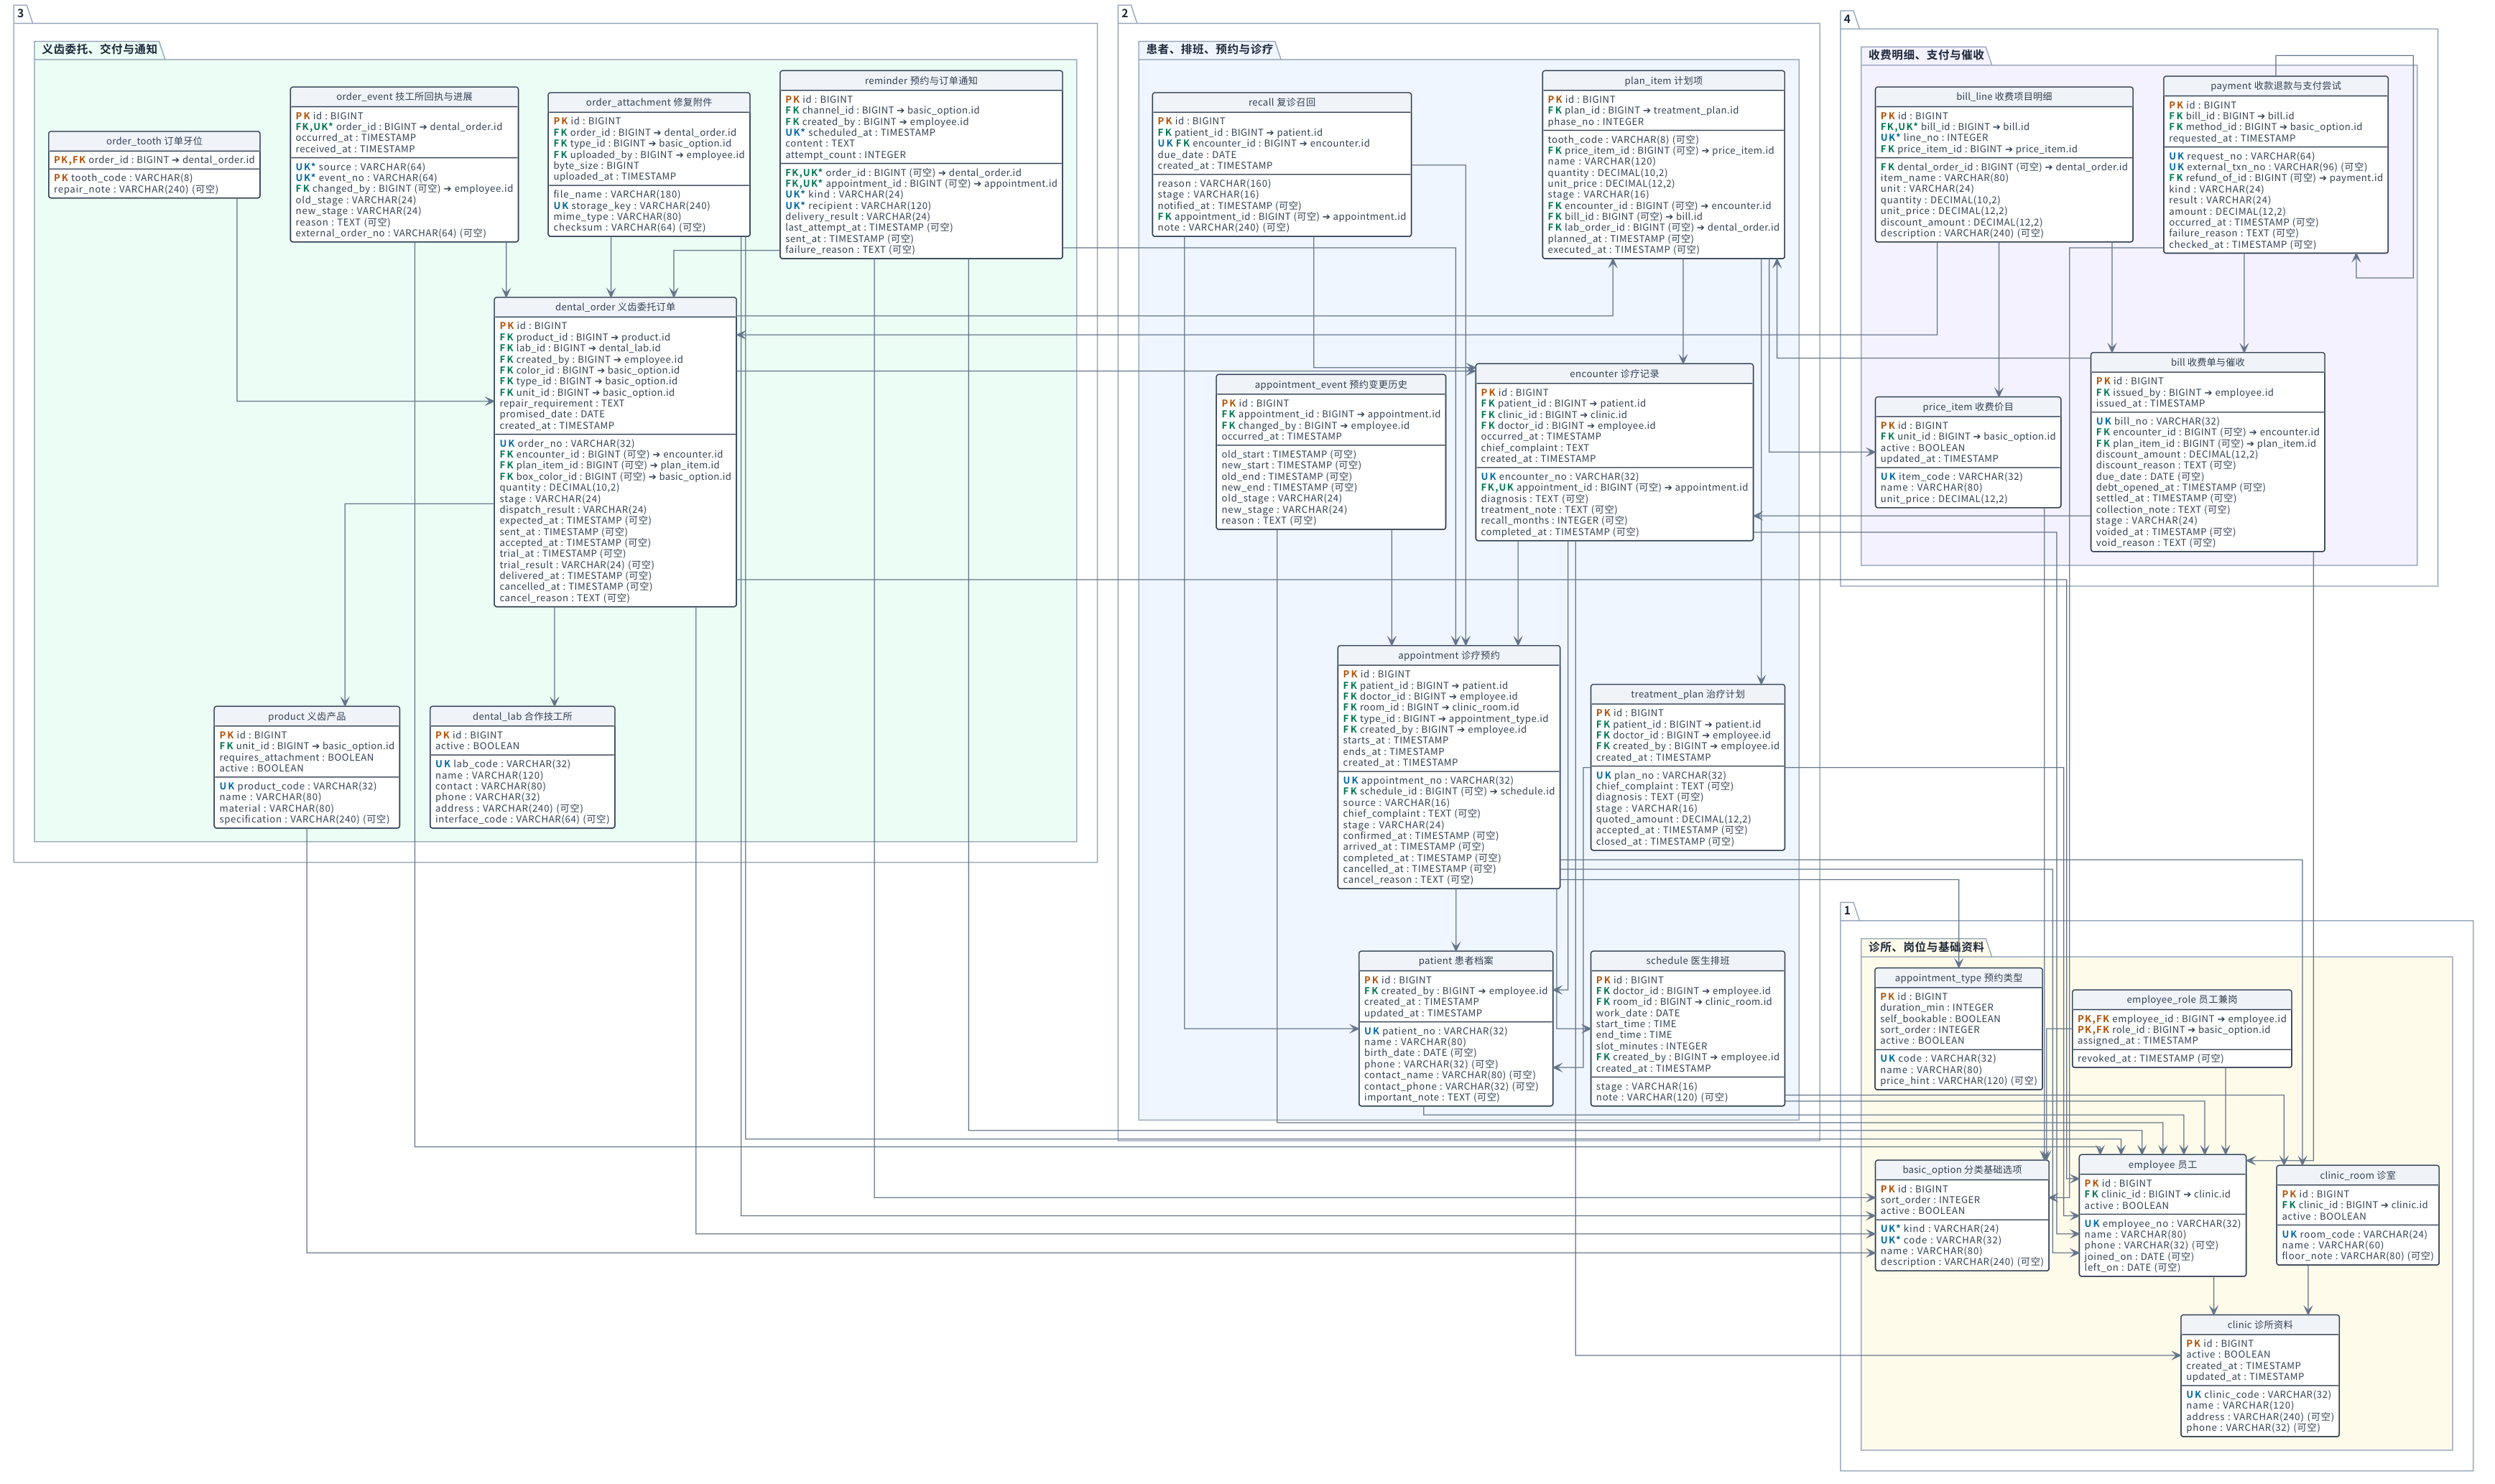 3
义齿委托、交付与通知
order_tooth 订单牙位
PK,FK order_id : BIGINT ➔ dental_order.id
PK tooth_code : VARCHAR(8)
repair_note : VARCHAR(240) (可空)
order_event 技工所回执与进展
PK id : BIGINT
FK,UK* order_id : BIGINT ➔ dental_order.id
occurred_at : TIMESTAMP
received_at : TIMESTAMP
UK* source : VARCHAR(64)
UK* event_no : VARCHAR(64)
FK changed_by : BIGINT (可空) ➔ employee.id
old_stage : VARCHAR(24)
new_stage : VARCHAR(24)
reason : TEXT (可空)
external_order_no : VARCHAR(64) (可空)
order_attachment 修复附件
PK id : BIGINT
FK order_id : BIGINT ➔ dental_order.id
FK type_id : BIGINT ➔ basic_option.id
FK uploaded_by : BIGINT ➔ employee.id
byte_size : BIGINT
uploaded_at : TIMESTAMP
file_name : VARCHAR(180)
UK storage_key : VARCHAR(240)
mime_type : VARCHAR(80)
checksum : VARCHAR(64) (可空)
reminder 预约与订单通知
PK id : BIGINT
FK channel_id : BIGINT ➔ basic_option.id
FK created_by : BIGINT ➔ employee.id
UK* scheduled_at : TIMESTAMP
content : TEXT
attempt_count : INTEGER
FK,UK* order_id : BIGINT (可空) ➔ dental_order.id
FK,UK* appointment_id : BIGINT (可空) ➔ appointment.id
UK* kind : VARCHAR(24)
UK* recipient : VARCHAR(120)
delivery_result : VARCHAR(24)
last_attempt_at : TIMESTAMP (可空)
sent_at : TIMESTAMP (可空)
failure_reason : TEXT (可空)
dental_order 义齿委托订单
PK id : BIGINT
FK product_id : BIGINT ➔ product.id
FK lab_id : BIGINT ➔ dental_lab.id
FK created_by : BIGINT ➔ employee.id
FK color_id : BIGINT ➔ basic_option.id
FK type_id : BIGINT ➔ basic_option.id
FK unit_id : BIGINT ➔ basic_option.id
repair_requirement : TEXT
promised_date : DATE
created_at : TIMESTAMP
UK order_no : VARCHAR(32)
FK encounter_id : BIGINT (可空) ➔ encounter.id
FK plan_item_id : BIGINT (可空) ➔ plan_item.id
FK box_color_id : BIGINT (可空) ➔ basic_option.id
quantity : DECIMAL(10,2)
stage : VARCHAR(24)
dispatch_result : VARCHAR(24)
expected_at : TIMESTAMP (可空)
sent_at : TIMESTAMP (可空)
accepted_at : TIMESTAMP (可空)
trial_at : TIMESTAMP (可空)
trial_result : VARCHAR(24) (可空)
delivered_at : TIMESTAMP (可空)
cancelled_at : TIMESTAMP (可空)
cancel_reason : TEXT (可空)
product 义齿产品
PK id : BIGINT
FK unit_id : BIGINT ➔ basic_option.id
requires_attachment : BOOLEAN
active : BOOLEAN
UK product_code : VARCHAR(32)
name : VARCHAR(80)
material : VARCHAR(80)
specification : VARCHAR(240) (可空)
dental_lab 合作技工所
PK id : BIGINT
active : BOOLEAN
UK lab_code : VARCHAR(32)
name : VARCHAR(120)
contact : VARCHAR(80)
phone : VARCHAR(32)
address : VARCHAR(240) (可空)
interface_code : VARCHAR(64) (可空)
2
患者、排班、预约与诊疗
recall 复诊召回
PK id : BIGINT
FK patient_id : BIGINT ➔ patient.id
UK FK encounter_id : BIGINT ➔ encounter.id
due_date : DATE
created_at : TIMESTAMP
reason : VARCHAR(160)
stage : VARCHAR(16)
notified_at : TIMESTAMP (可空)
FK appointment_id : BIGINT (可空) ➔ appointment.id
note : VARCHAR(240) (可空)
plan_item 计划项
PK id : BIGINT
FK plan_id : BIGINT ➔ treatment_plan.id
phase_no : INTEGER
tooth_code : VARCHAR(8) (可空)
FK price_item_id : BIGINT (可空) ➔ price_item.id
name : VARCHAR(120)
quantity : DECIMAL(10,2)
unit_price : DECIMAL(12,2)
stage : VARCHAR(16)
FK encounter_id : BIGINT (可空) ➔ encounter.id
FK bill_id : BIGINT (可空) ➔ bill.id
FK lab_order_id : BIGINT (可空) ➔ dental_order.id
planned_at : TIMESTAMP (可空)
executed_at : TIMESTAMP (可空)
appointment_event 预约变更历史
PK id : BIGINT
FK appointment_id : BIGINT ➔ appointment.id
FK changed_by : BIGINT ➔ employee.id
occurred_at : TIMESTAMP
old_start : TIMESTAMP (可空)
new_start : TIMESTAMP (可空)
old_end : TIMESTAMP (可空)
new_end : TIMESTAMP (可空)
old_stage : VARCHAR(24)
new_stage : VARCHAR(24)
reason : TEXT (可空)
encounter 诊疗记录
PK id : BIGINT
FK patient_id : BIGINT ➔ patient.id
FK clinic_id : BIGINT ➔ clinic.id
FK doctor_id : BIGINT ➔ employee.id
occurred_at : TIMESTAMP
chief_complaint : TEXT
created_at : TIMESTAMP
UK encounter_no : VARCHAR(32)
FK,UK appointment_id : BIGINT (可空) ➔ appointment.id
diagnosis : TEXT (可空)
treatment_note : TEXT (可空)
recall_months : INTEGER (可空)
completed_at : TIMESTAMP (可空)
appointment 诊疗预约
PK id : BIGINT
FK patient_id : BIGINT ➔ patient.id
FK doctor_id : BIGINT ➔ employee.id
FK room_id : BIGINT ➔ clinic_room.id
FK type_id : BIGINT ➔ appointment_type.id
FK created_by : BIGINT ➔ employee.id
starts_at : TIMESTAMP
ends_at : TIMESTAMP
created_at : TIMESTAMP
UK appointment_no : VARCHAR(32)
FK schedule_id : BIGINT (可空) ➔ schedule.id
source : VARCHAR(16)
chief_complaint : TEXT (可空)
stage : VARCHAR(24)
confirmed_at : TIMESTAMP (可空)
arrived_at : TIMESTAMP (可空)
completed_at : TIMESTAMP (可空)
cancelled_at : TIMESTAMP (可空)
cancel_reason : TEXT (可空)
treatment_plan 治疗计划
PK id : BIGINT
FK patient_id : BIGINT ➔ patient.id
FK doctor_id : BIGINT ➔ employee.id
FK created_by : BIGINT ➔ employee.id
created_at : TIMESTAMP
UK plan_no : VARCHAR(32)
chief_complaint : TEXT (可空)
diagnosis : TEXT (可空)
stage : VARCHAR(16)
quoted_amount : DECIMAL(12,2)
accepted_at : TIMESTAMP (可空)
closed_at : TIMESTAMP (可空)
patient 患者档案
PK id : BIGINT
FK created_by : BIGINT ➔ employee.id
created_at : TIMESTAMP
updated_at : TIMESTAMP
UK patient_no : VARCHAR(32)
name : VARCHAR(80)
birth_date : DATE (可空)
phone : VARCHAR(32) (可空)
contact_name : VARCHAR(80) (可空)
contact_phone : VARCHAR(32) (可空)
important_note : TEXT (可空)
schedule 医生排班
PK id : BIGINT
FK doctor_id : BIGINT ➔ employee.id
FK room_id : BIGINT ➔ clinic_room.id
work_date : DATE
start_time : TIME
end_time : TIME
slot_minutes : INTEGER
FK created_by : BIGINT ➔ employee.id
created_at : TIMESTAMP
stage : VARCHAR(16)
note : VARCHAR(120) (可空)
4
收费明细、支付与催收
bill_line 收费项目明细
PK id : BIGINT
FK,UK* bill_id : BIGINT ➔ bill.id
UK* line_no : INTEGER
FK price_item_id : BIGINT ➔ price_item.id
FK dental_order_id : BIGINT (可空) ➔ dental_order.id
item_name : VARCHAR(80)
unit : VARCHAR(24)
quantity : DECIMAL(10,2)
unit_price : DECIMAL(12,2)
discount_amount : DECIMAL(12,2)
description : VARCHAR(240) (可空)
payment 收款退款与支付尝试
PK id : BIGINT
FK bill_id : BIGINT ➔ bill.id
FK method_id : BIGINT ➔ basic_option.id
requested_at : TIMESTAMP
UK request_no : VARCHAR(64)
UK external_txn_no : VARCHAR(96) (可空)
FK refund_of_id : BIGINT (可空) ➔ payment.id
kind : VARCHAR(24)
result : VARCHAR(24)
amount : DECIMAL(12,2)
occurred_at : TIMESTAMP (可空)
failure_reason : TEXT (可空)
checked_at : TIMESTAMP (可空)
price_item 收费价目
PK id : BIGINT
FK unit_id : BIGINT ➔ basic_option.id
active : BOOLEAN
updated_at : TIMESTAMP
UK item_code : VARCHAR(32)
name : VARCHAR(80)
unit_price : DECIMAL(12,2)
bill 收费单与催收
PK id : BIGINT
FK issued_by : BIGINT ➔ employee.id
issued_at : TIMESTAMP
UK bill_no : VARCHAR(32)
FK encounter_id : BIGINT (可空) ➔ encounter.id
FK plan_item_id : BIGINT (可空) ➔ plan_item.id
discount_amount : DECIMAL(12,2)
discount_reason : TEXT (可空)
due_date : DATE (可空)
debt_opened_at : TIMESTAMP (可空)
settled_at : TIMESTAMP (可空)
collection_note : TEXT (可空)
stage : VARCHAR(24)
voided_at : TIMESTAMP (可空)
void_reason : TEXT (可空)
1
诊所、岗位与基础资料
appointment_type 预约类型
PK id : BIGINT
duration_min : INTEGER
self_bookable : BOOLEAN
sort_order : INTEGER
active : BOOLEAN
UK code : VARCHAR(32)
name : VARCHAR(80)
price_hint : VARCHAR(120) (可空)
employee_role 员工兼岗
PK,FK employee_id : BIGINT ➔ employee.id
PK,FK role_id : BIGINT ➔ basic_option.id
assigned_at : TIMESTAMP
revoked_at : TIMESTAMP (可空)
basic_option 分类基础选项
PK id : BIGINT
sort_order : INTEGER
active : BOOLEAN
UK* kind : VARCHAR(24)
UK* code : VARCHAR(32)
name : VARCHAR(80)
description : VARCHAR(240) (可空)
employee 员工
PK id : BIGINT
FK clinic_id : BIGINT ➔ clinic.id
active : BOOLEAN
UK employee_no : VARCHAR(32)
name : VARCHAR(80)
phone : VARCHAR(32) (可空)
joined_on : DATE (可空)
left_on : DATE (可空)
clinic_room 诊室
PK id : BIGINT
FK clinic_id : BIGINT ➔ clinic.id
active : BOOLEAN
UK room_code : VARCHAR(24)
name : VARCHAR(60)
floor_note : VARCHAR(80) (可空)
clinic 诊所资料
PK id : BIGINT
active : BOOLEAN
created_at : TIMESTAMP
updated_at : TIMESTAMP
UK clinic_code : VARCHAR(32)
name : VARCHAR(120)
address : VARCHAR(240) (可空)
phone : VARCHAR(32) (可空)